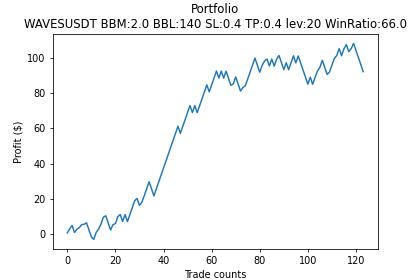 Portfolio
WAVESUSDT BBM:2.0 BBL:140 SL:0.4 TP:0.4 lev:20 WinRatio:66.0
Profit ($)
100
80
60
40
20
0
0 20 40 60 80 100 120
Trade counts